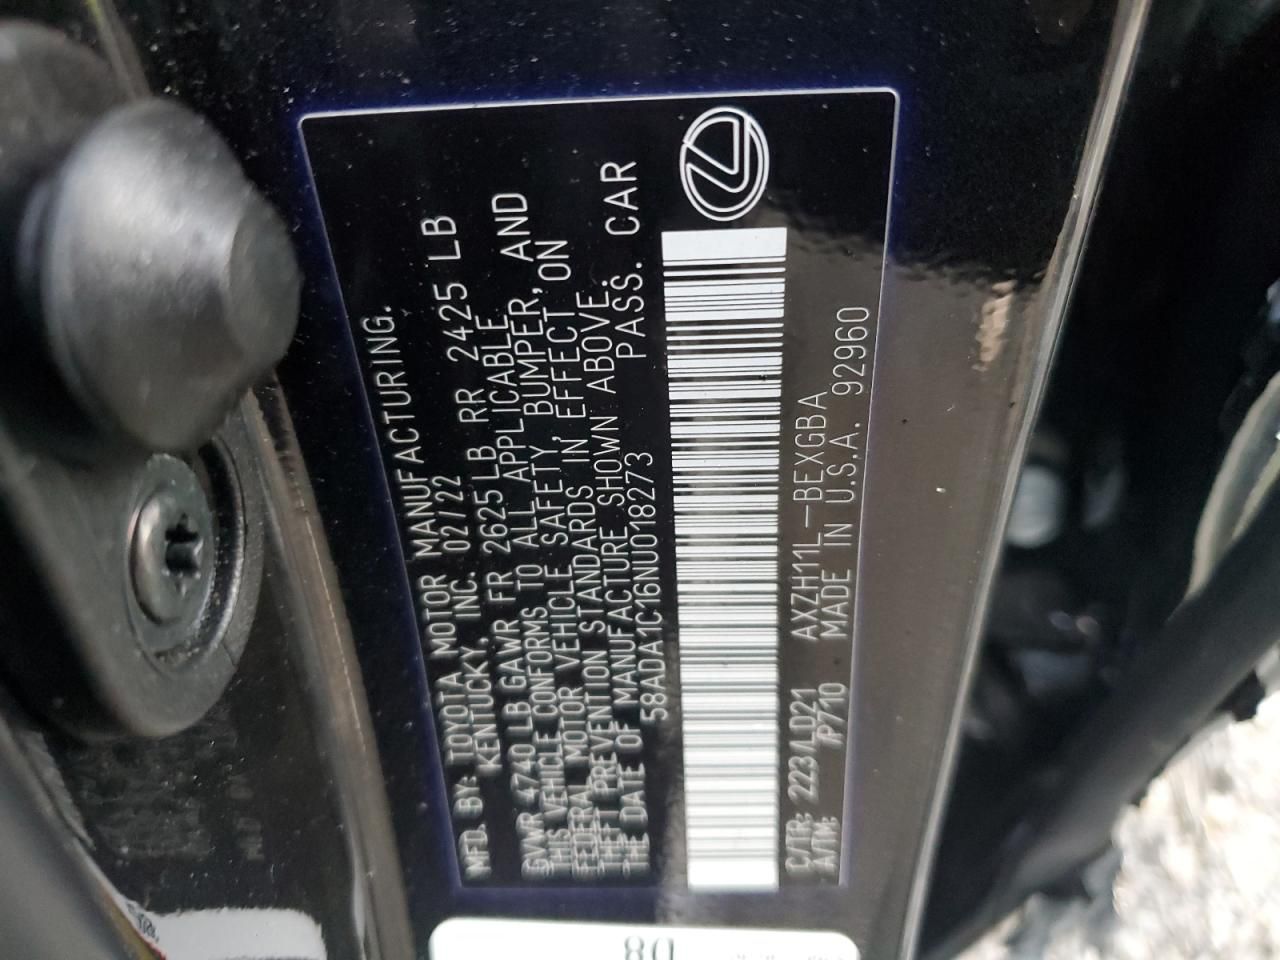 MFD. BY: TOYOTA MOTOR MANUFACTURING.
KENTUCKY, INC. 02/22
GVWR 4740 LB GAWR FR 2625 LB RR 2425 LB
THIS VEHICLE CONFORMS TO ALL APPLICABLE
FEDERAL MOTOR VEHICLE SAFETY, BUMPER, AND
THEFT PREVENTION STANDARDS IN EFFECT ON
THE DATE OF MANUFACTURE SHOWN ABOVE.
58ADA1C16NU018273 PASS. CAR
C/TR: 223/LD21 AXZH11L-BEXGBA
A/TM: P710 MADE IN U.S.A. 92960
80